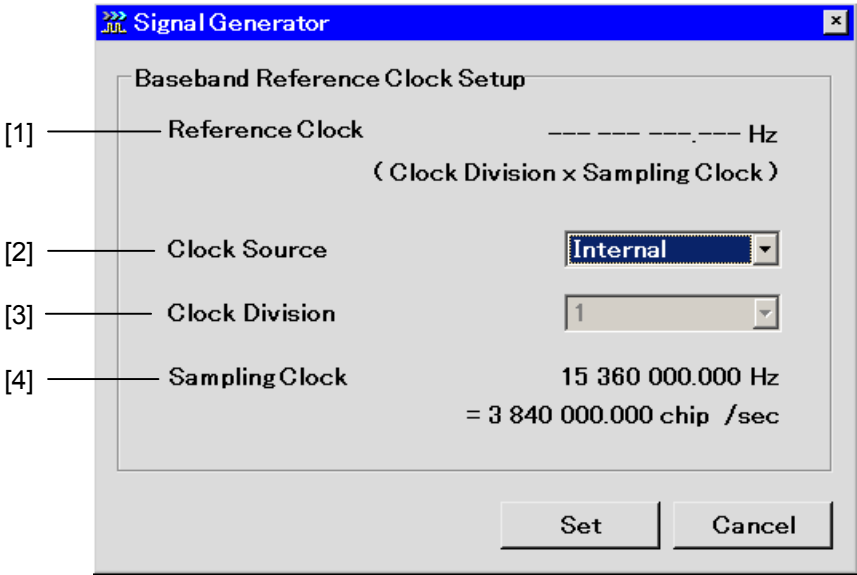 Signal Generator
Baseband Reference Clock Setup
[1] Reference Clock --- --- ---.--- Hz
( Clock Division x Sampling Clock )
[2] Clock Source Internal
[3] Clock Division 1
[4] Sampling Clock 15 360 000.000 Hz
= 3 840 000.000 chip /sec
Set Cancel